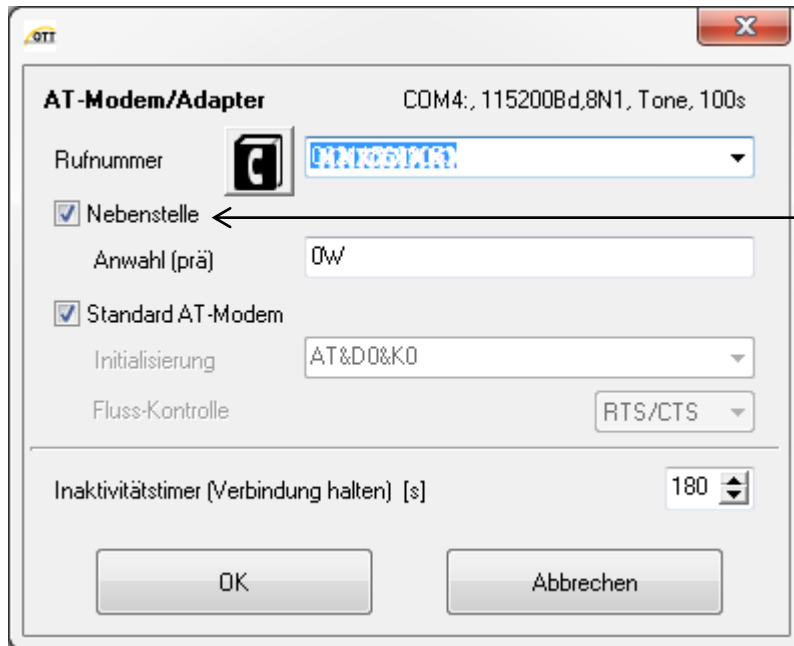 OTT
AT-Modem/Adapter COM4:, 115200Bd,8N1, Tone, 100s
Rufnummer
Nebenstelle
Anwahl (prä) 0W
Standard AT-Modem
Initialisierung AT&D0&K0
Fluss-Kontrolle RTS/CTS
Inaktivitätstimer (Verbindung halten) [s] 180
OK Abbrechen